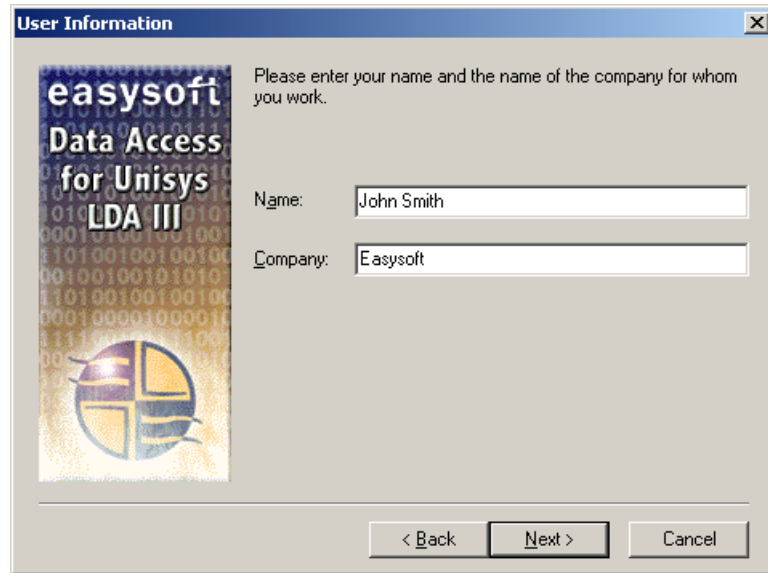 User Information
easysoft
Data Access
for Unisys
LDA III
Please enter your name and the name of the company for whom
you work.
Name: John Smith
Company: Easysoft
< Back Next > Cancel